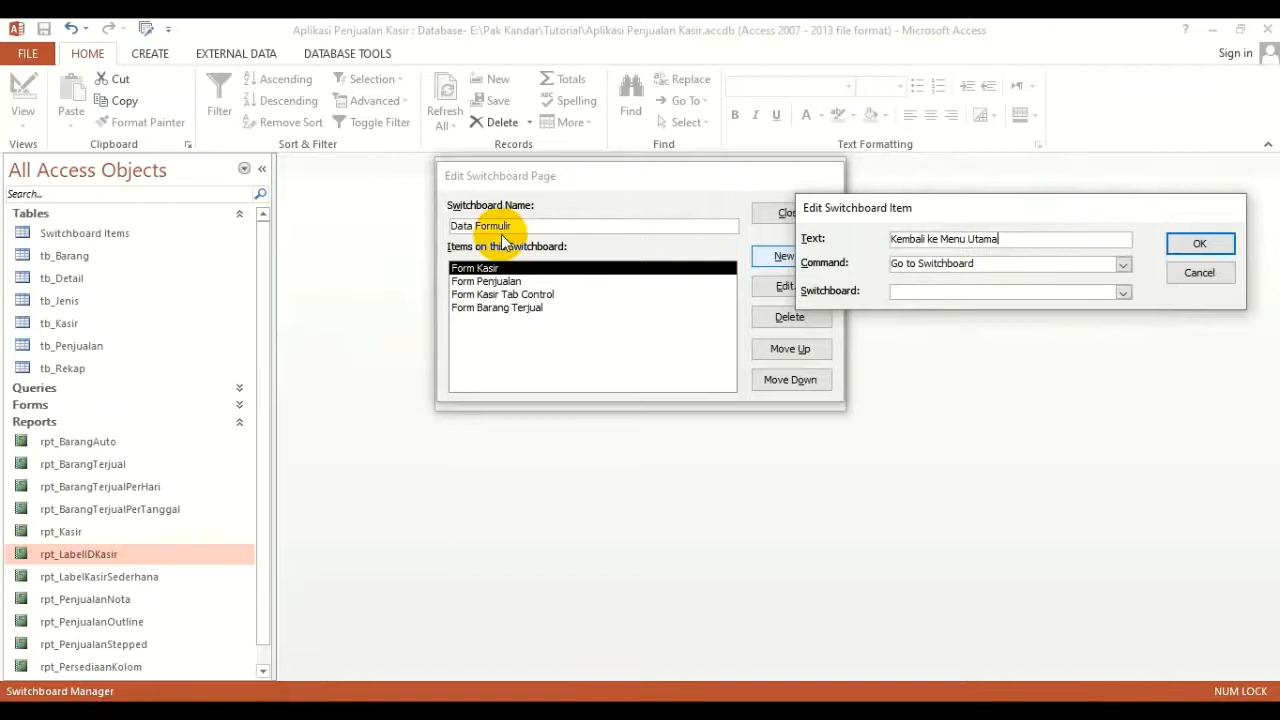 Aplikasi Penjualan Kasir : Database- E:\Pak Kandar\Tutorial\Aplikasi Penjualan Kasir.accdb (Access 2007 - 2013 file format) - Microsoft Access
FILE HOME CREATE EXTERNAL DATA DATABASE TOOLS Sign in
View
Views
Paste
Cut
Copy
Format Painter
Clipboard
Filter
Ascending
Descending
Remove Sort
Selection
Advanced
Toggle Filter
Sort & Filter
Refresh
All
New
Save
Delete
Totals
Spelling
More
Records
Find
Replace
Go To
Select
Find
B I U A
Text Formatting
All Access Objects
Search...
Tables
Switchboard Items
tb_Barang
tb_Detail
tb_Jenis
tb_Kasir
tb_Penjualan
tb_Rekap
Queries
Forms
Reports
rpt_BarangAuto
rpt_BarangTerjual
rpt_BarangTerjualPerHari
rpt_BarangTerjualPerTanggal
rpt_Kasir
rpt_LabelIDKasir
rpt_LabelKasirSederhana
rpt_PenjualanNota
rpt_PenjualanOutline
rpt_PenjualanStepped
rpt_PersediaanKolom
Edit Switchboard Page
Switchboard Name:
Data Formulir
Items on this Switchboard:
Form Kasir
Form Penjualan
Form Kasir Tab Control
Form Barang Terjual
Clos
New
Edit.
Delete
Move Up
Move Down
Edit Switchboard Item
Text: Kembali ke Menu Utama
Command: Go to Switchboard
Switchboard:
OK
Cancel
Switchboard Manager
NUM LOCK